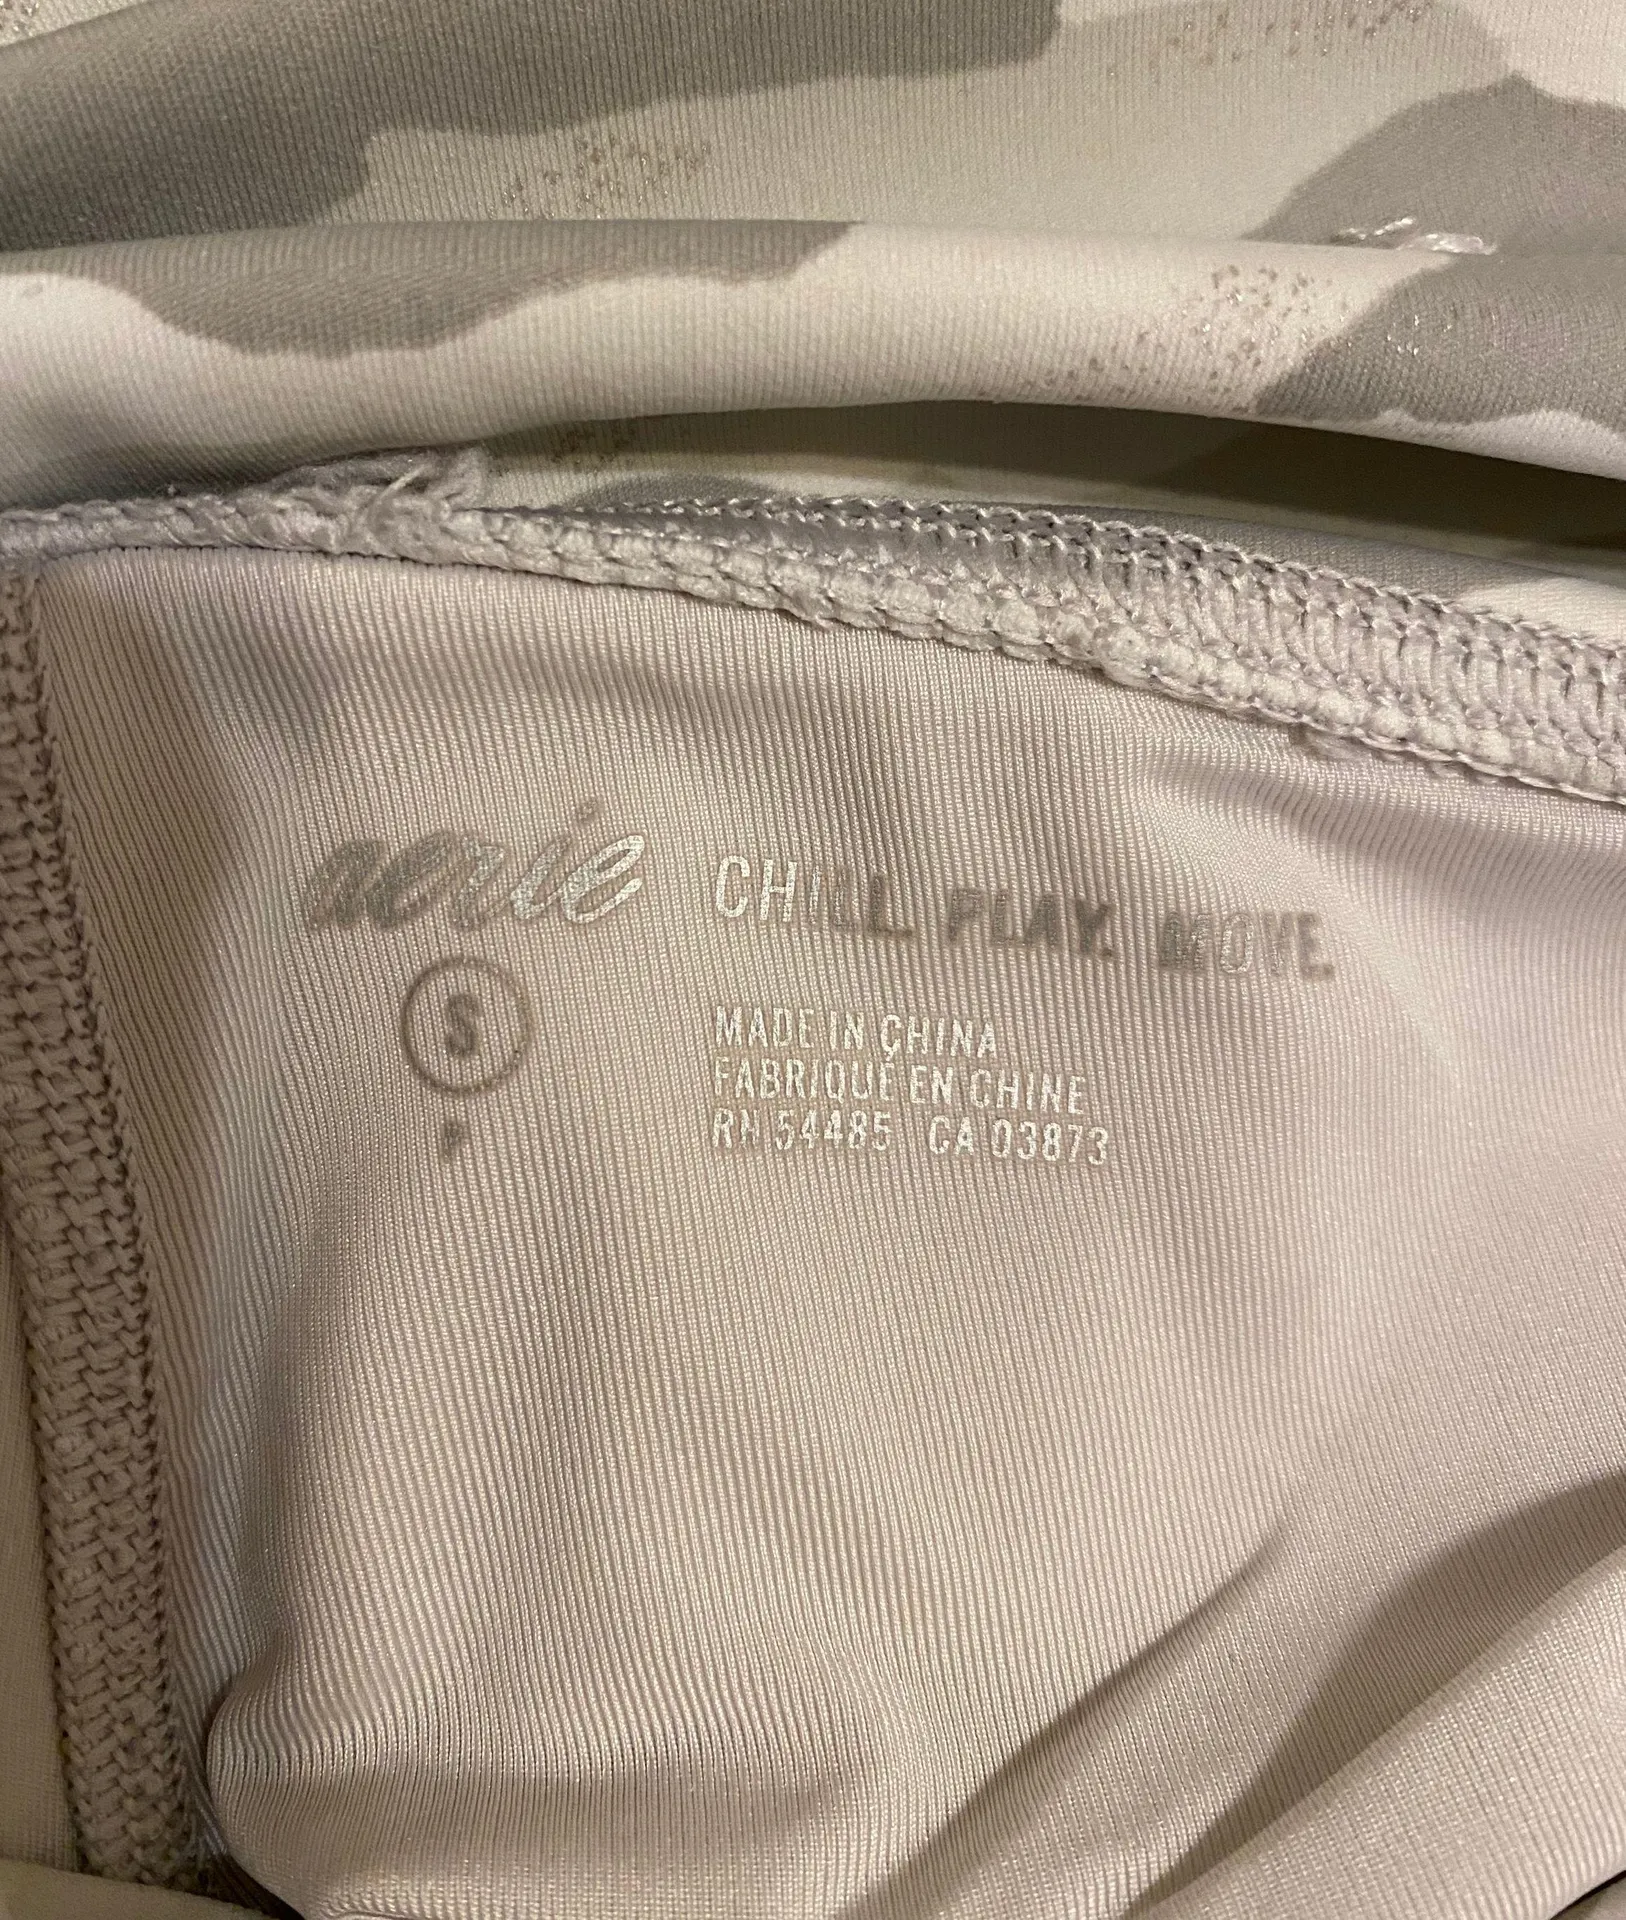 aerie CHILL. PLAY. MOVE.
S
P
MADE IN CHINA
FABRIQUÉ EN CHINE
RN 54485 CA 03873